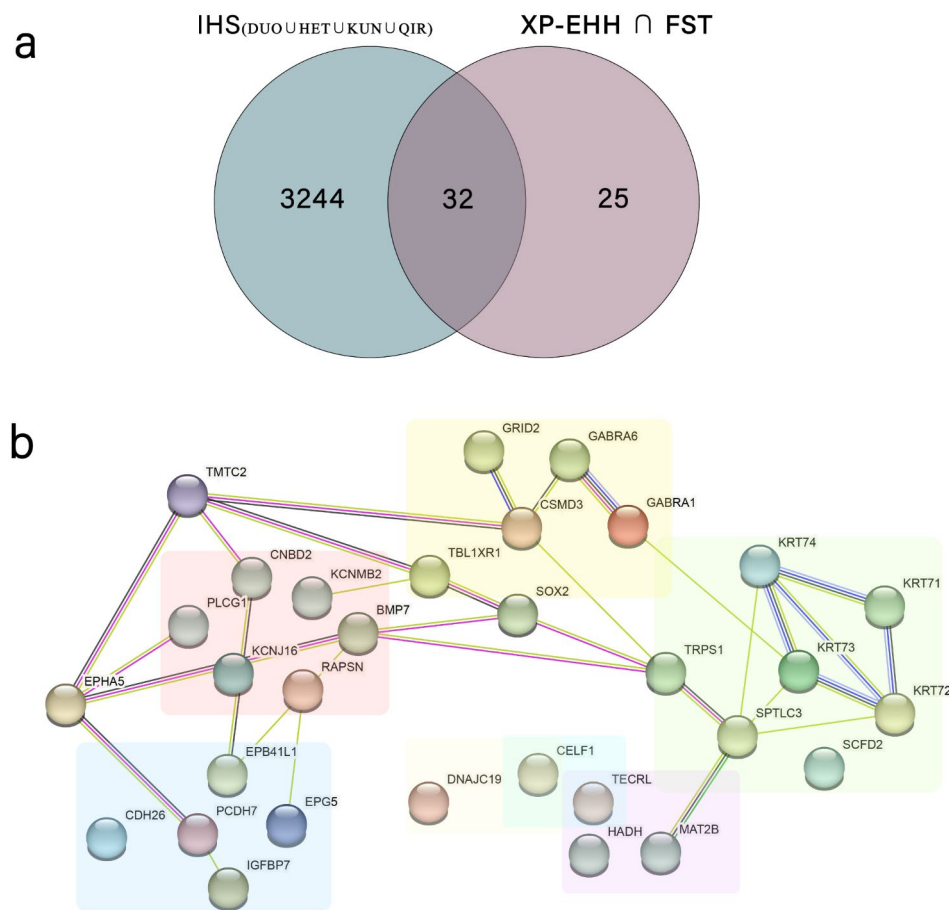 a
IHS(DUO∪HET∪KUN∪QIR)
XP-EHH ∩ FST
3244
32
25
b
GRID2
GABRA6
TMTC2
CSMD3
GABRA1
CNBD2
KCNMB2
TBL1XR1
KRT74
KRT71
PLCG1
BMP7
SOX2
KCNJ16
RAPSN
TRPS1
KRT73
KRT72
EPHA5
SPTLC3
SCFD2
EPB41L1
CELF1
DNAJC19
TECRL
CDH26
PCDH7
EPG5
HADH
MAT2B
IGFBP7